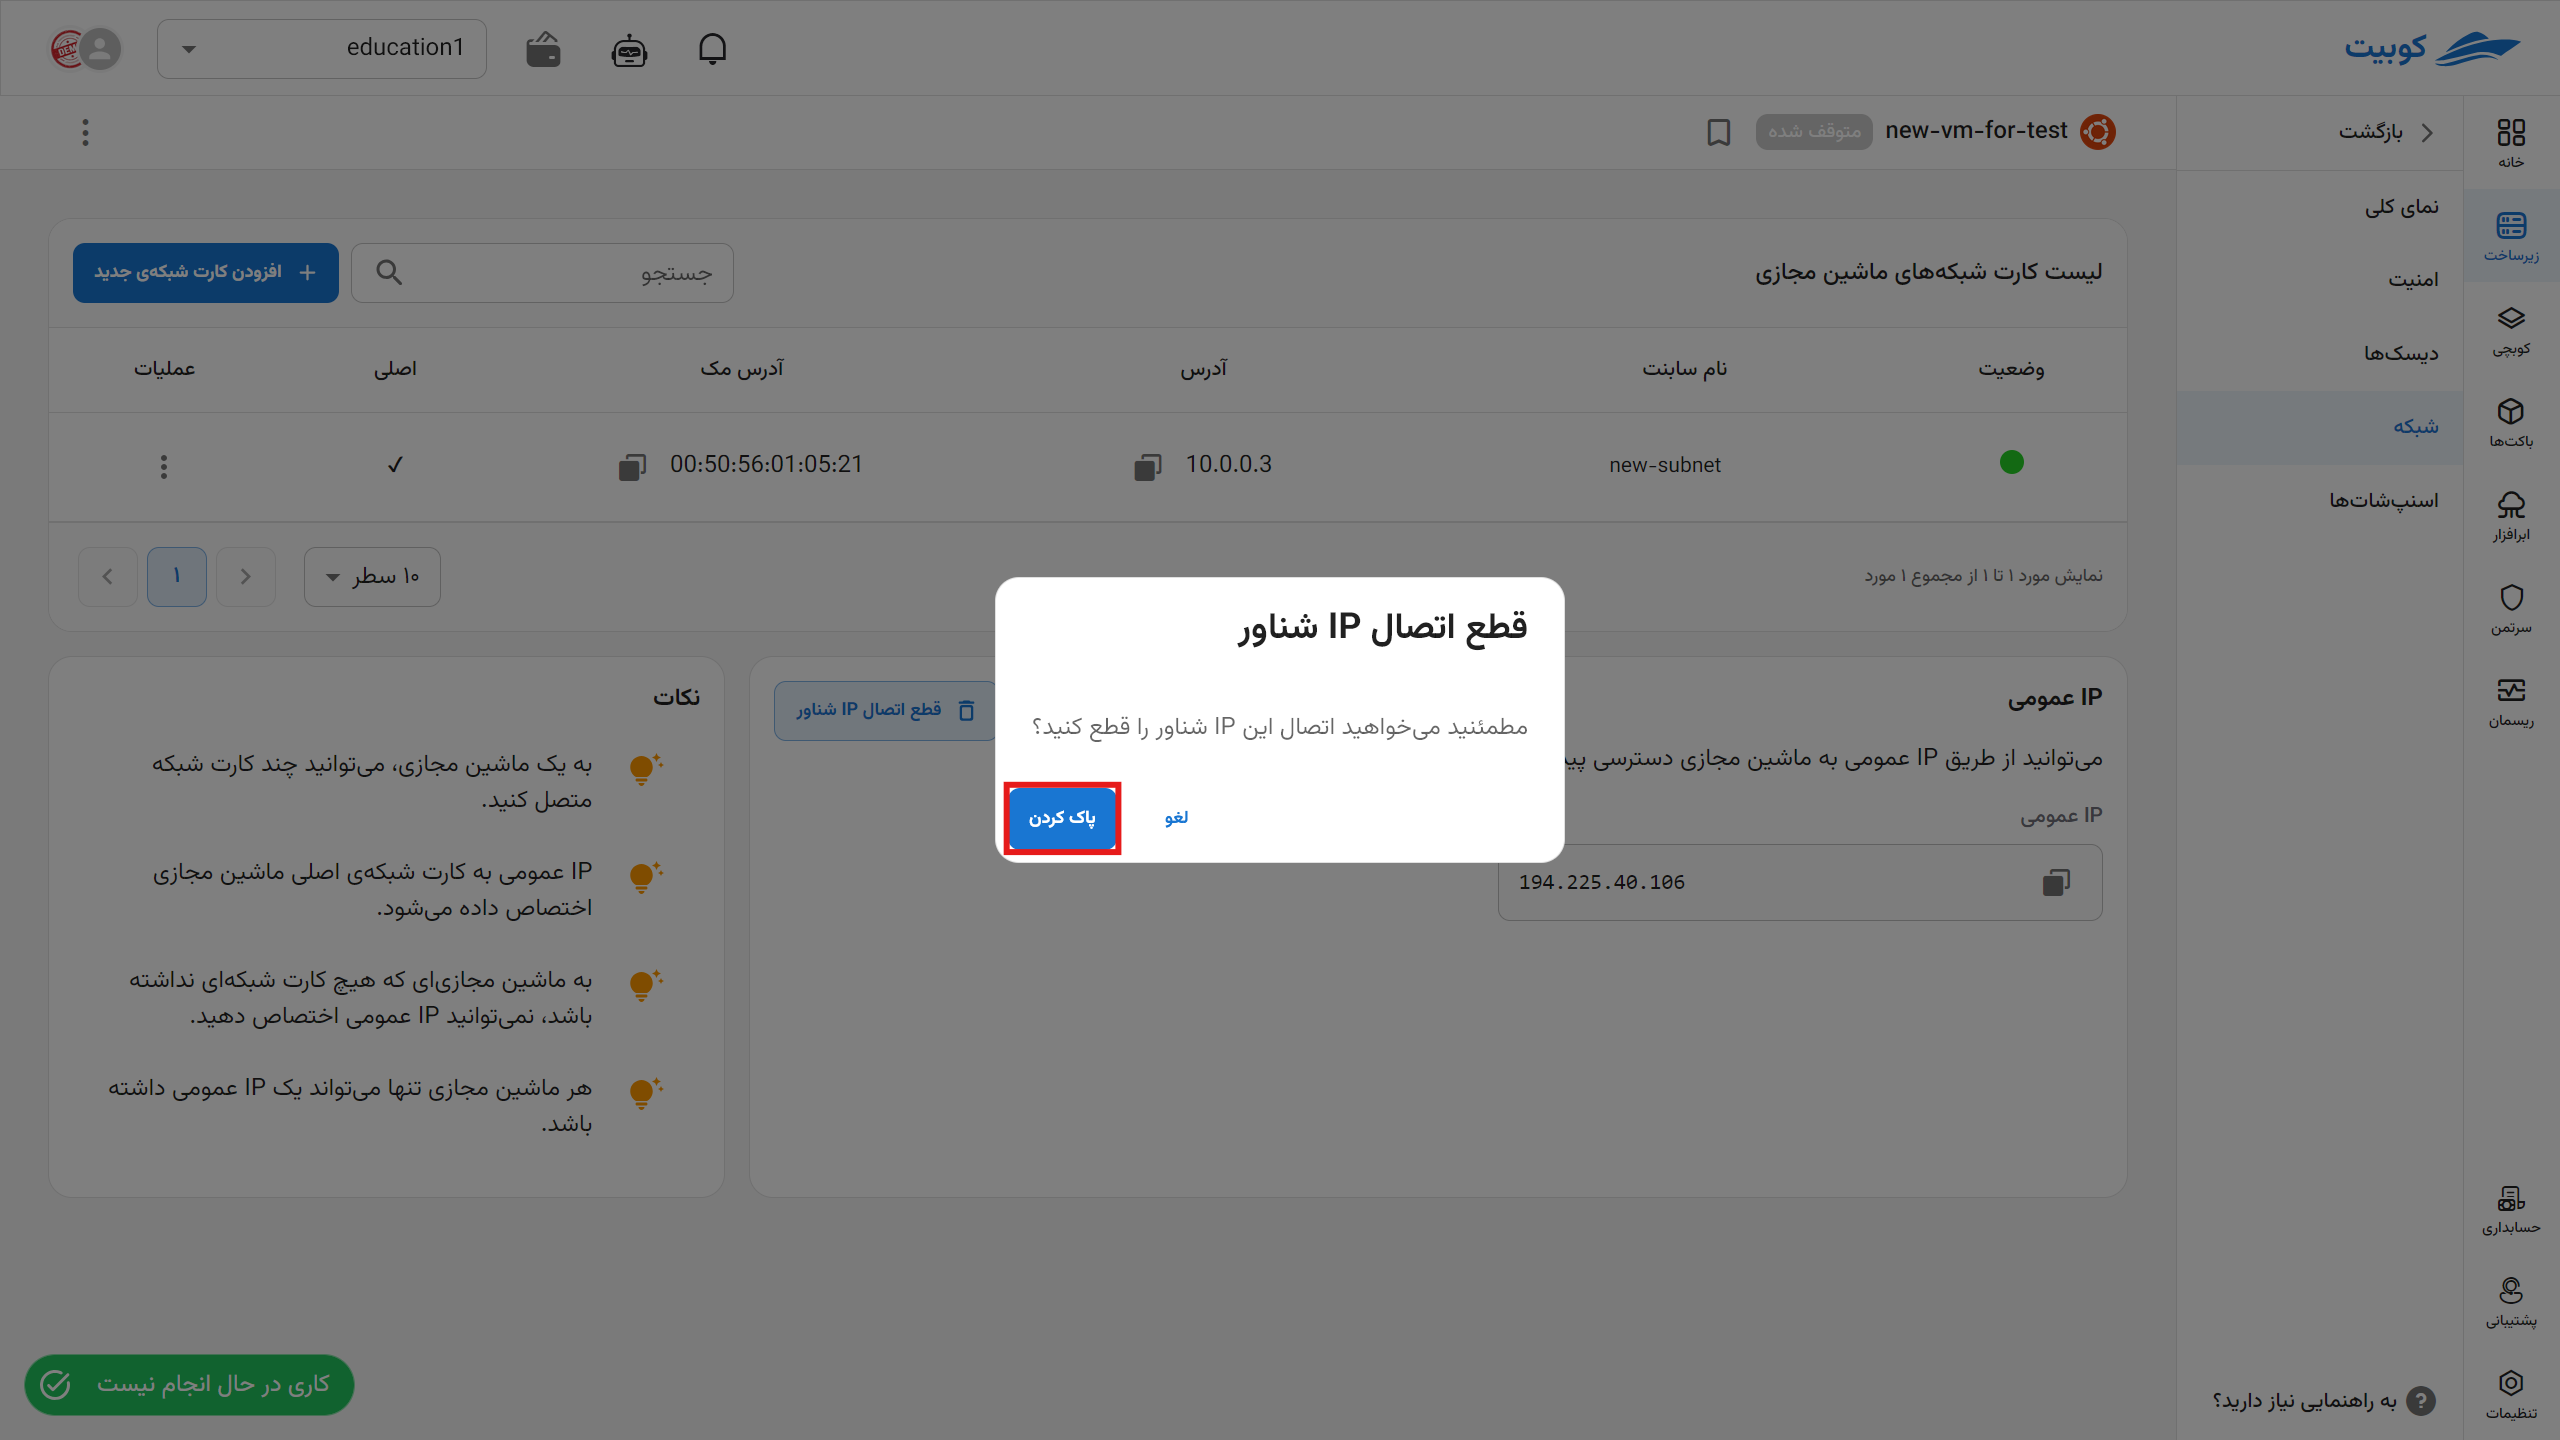 کوبیت
education1
DEMO
خانه
زیرساخت
کوبچی
باکت‌ها
ابرافزار
سرتمن
ریسمان
حسابداری
پشتیبانی
تنظیمات
بازگشت
نمای کلی
امنیت
دیسک‌ها
شبکه
اسنپ‌شات‌ها
به راهنمایی نیاز دارید؟
new-vm-for-test
متوقف شده
لیست کارت شبکه‌های ماشین مجازی
جستجو
افزودن کارت شبکه‌ی جدید
وضعیت نام سابنت آدرس آدرس مک اصلی عملیات
new-subnet 10.0.0.3 00:50:56:01:05:21
نمایش مورد ۱ تا ۱ از مجموع ۱ مورد
۱۰ سطر
۱
قطع اتصال IP شناور
مطمئنید می‌خواهید اتصال این IP شناور را قطع کنید؟
لغو
پاک کردن
IP عمومی
قطع اتصال IP شناور
می‌توانید از طریق IP عمومی به ماشین مجازی دسترسی
IP عمومی
194.225.40.106
نکات
به یک ماشین مجازی، می‌توانید چند کارت شبکه
متصل کنید.
IP عمومی به کارت شبکه‌ی اصلی ماشین مجازی
اختصاص داده می‌شود.
به ماشین مجازی‌ای که هیچ کارت شبکه‌ای نداشته
باشد، نمی‌توانید IP عمومی اختصاص دهید.
هر ماشین مجازی تنها می‌تواند یک IP عمومی داشته
باشد.
کاری در حال انجام نیست